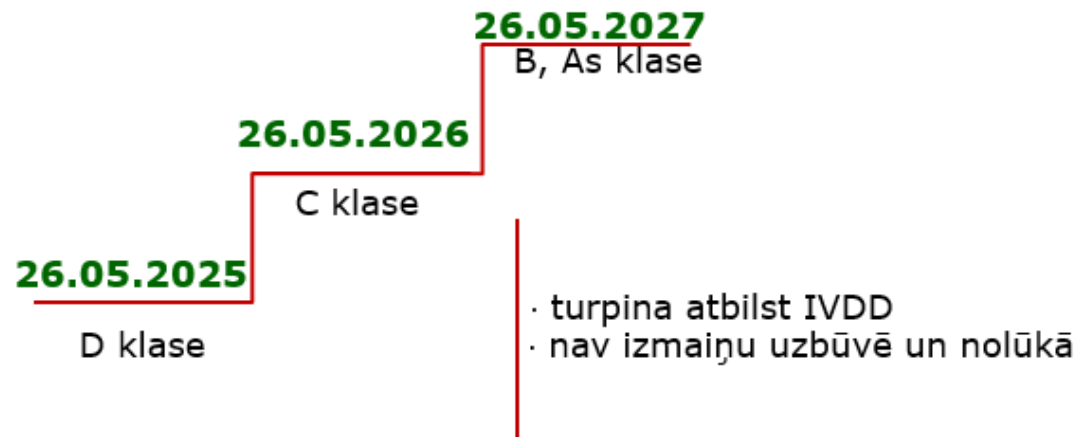 26.05.2027
B, As klase
26.05.2026
C klase
26.05.2025
D klase
· turpina atbilst IVDD
· nav izmaiņu uzbūvē un nolūkā